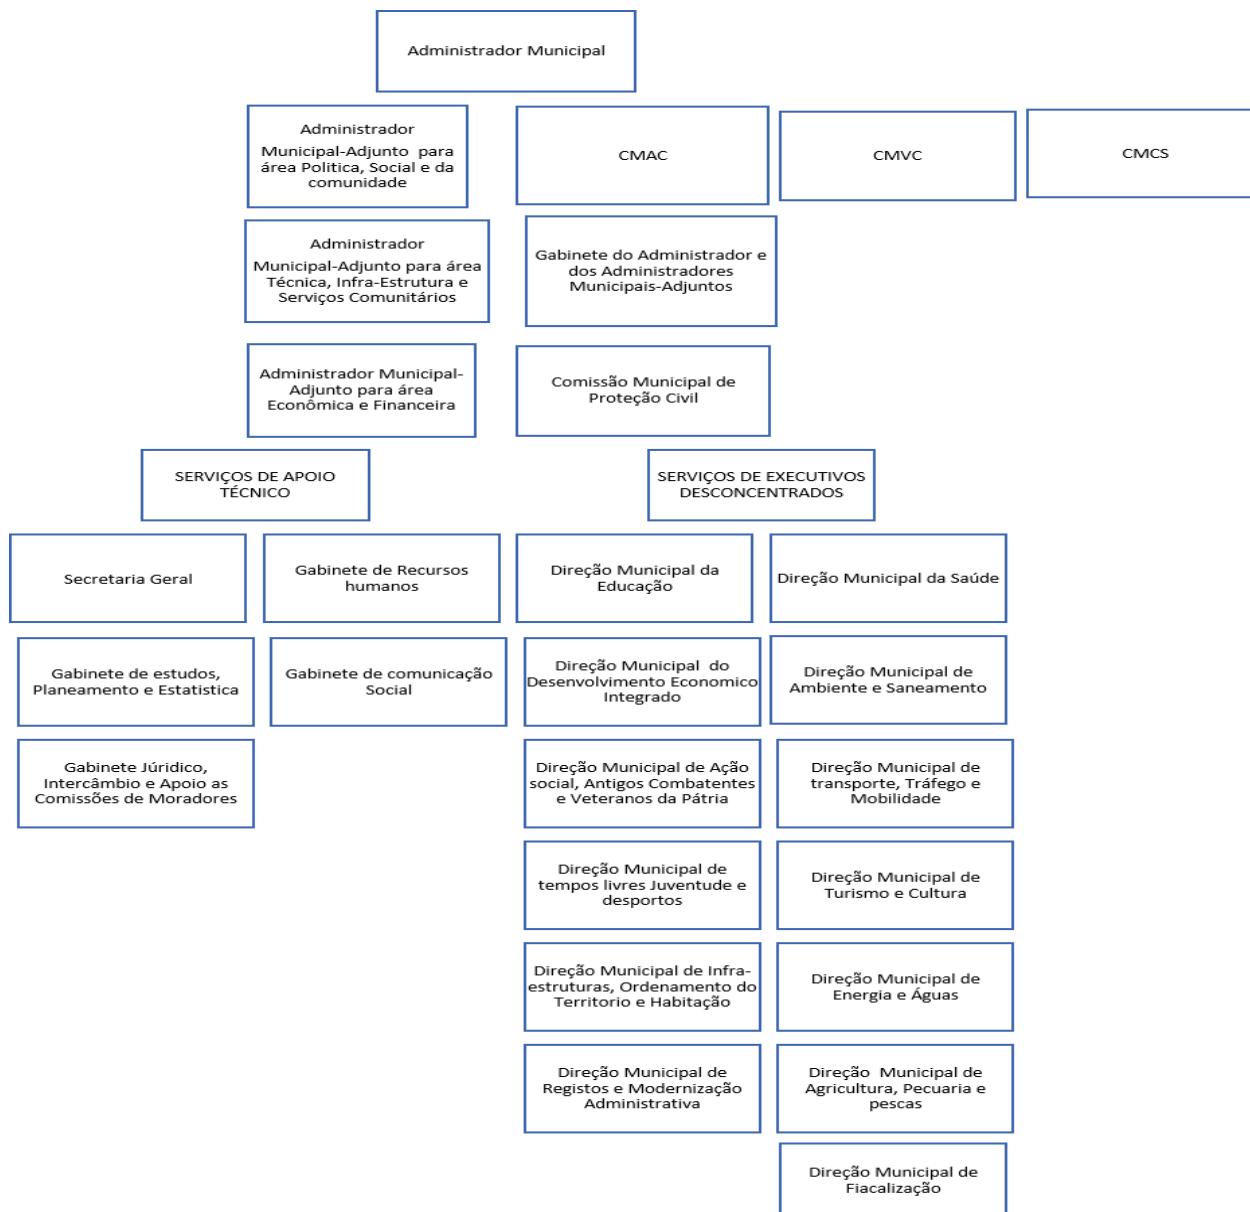 Administrador Municipal
Administrador
Municipal-Adjunto para
área Politica, Social e da
comunidade
CMAC
CMVC
CMCS
Administrador
Municipal-Adjunto para área
Técnica, Infra-Estrutura e
Serviços Comunitários
Gabinete do Administrador e
dos Administradores
Municipais-Adjuntos
Administrador Municipal-
Adjunto para área
Econômica e Financeira
Comissão Municipal de
Proteção Civil
SERVIÇOS DE APOIO
TÉCNICO
SERVIÇOS DE EXECUTIVOS
DESCONCENTRADOS
Secretaria Geral
Gabinete de Recursos
humanos
Direção Municipal da
Educação
Direção Municipal da Saúde
Gabinete de estudos,
Planeamento e Estatistica
Gabinete de comunicação
Social
Direção Municipal do
Desenvolvimento Economico
Integrado
Direção Municipal de
Ambiente e Saneamento
Gabinete Júridico,
Intercâmbio e Apoio as
Comissões de Moradores
Direção Municipal de Ação
social, Antigos Combatentes
e Veteranos da Pátria
Direção Municipal de
transporte, Tráfego e
Mobilidade
Direção Municipal de
tempos livres Juventude e
desportos
Direção Municipal de
Turismo e Cultura
Direção Municipal de Infra-
estruturas, Ordenamento do
Territorio e Habitação
Direção Municipal de
Energia e Águas
Direção Municipal de
Registos e Modernização
Administrativa
Direção Municipal de
Agricultura, Pecuaria e
pescas
Direção Municipal de
Fiacalização